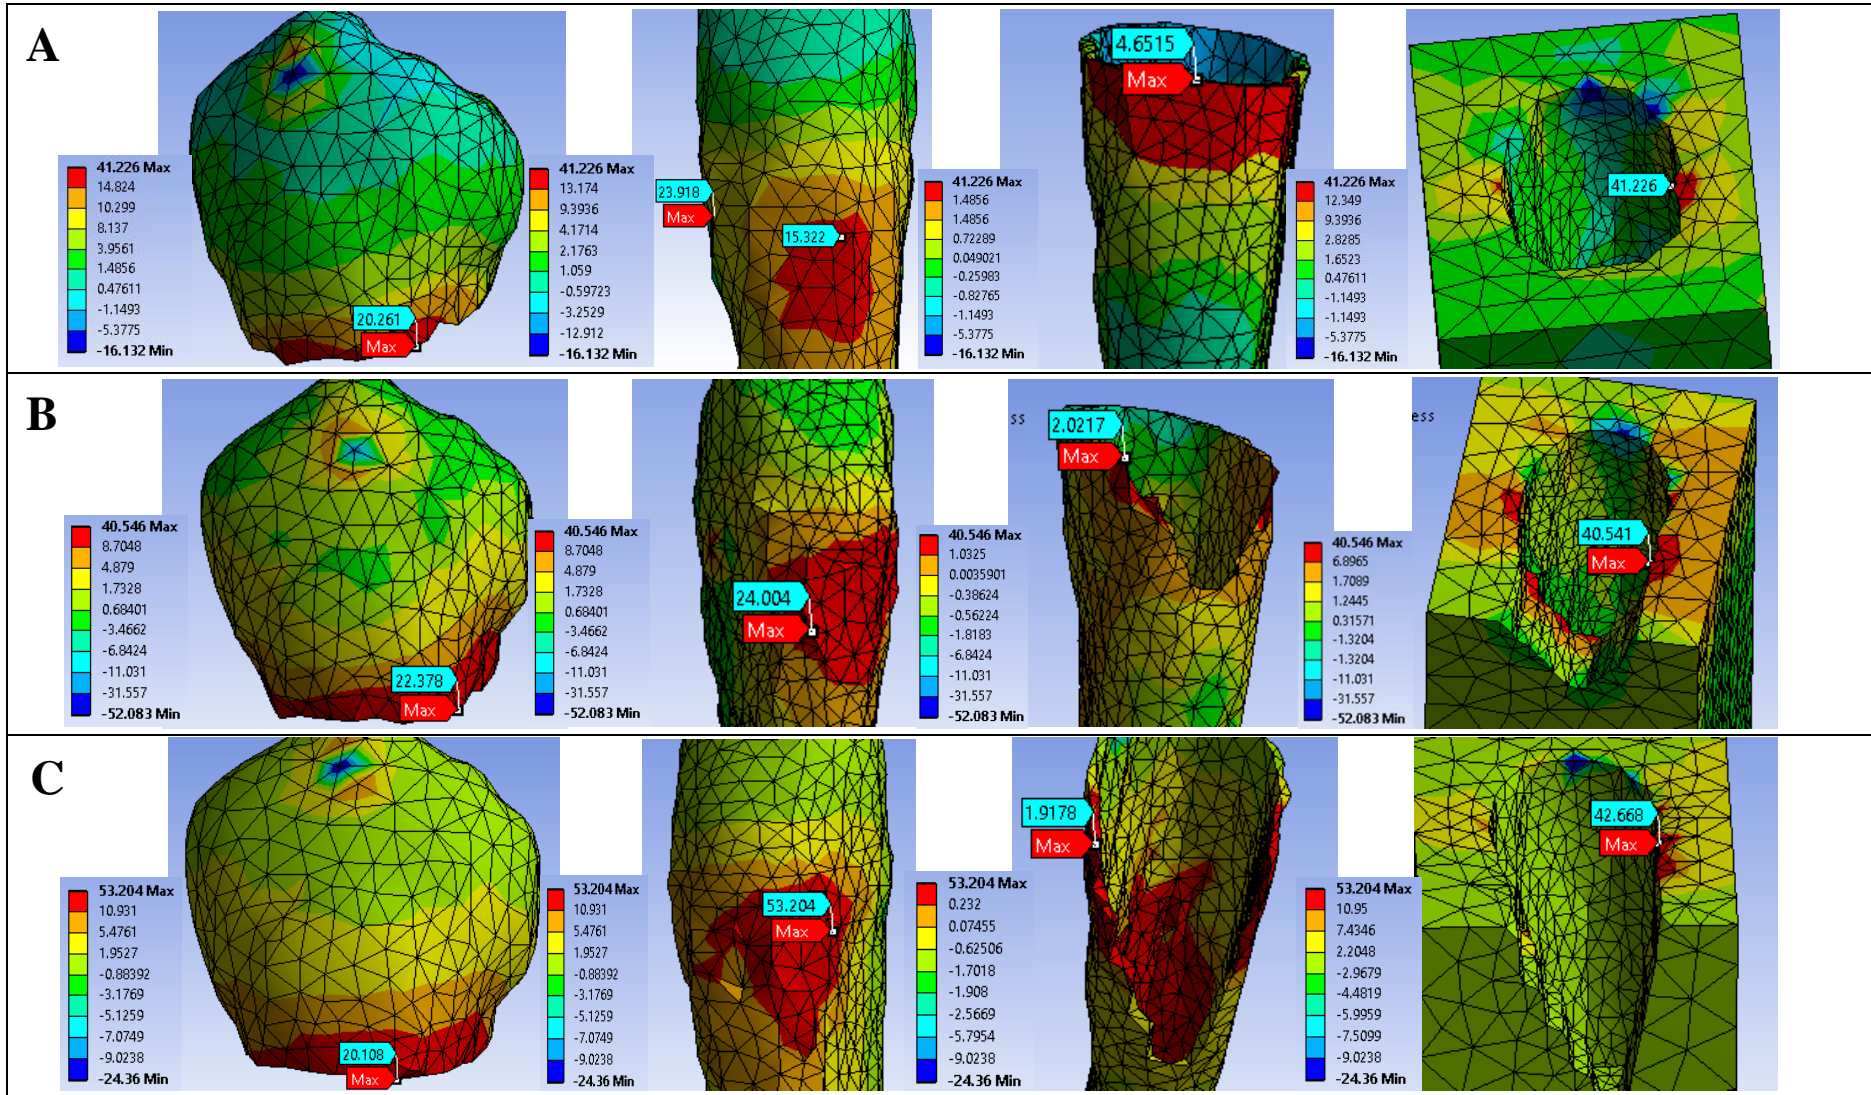 A
41.226 Max
14.824
10.299
8.137
3.9561
1.4856
0.47611
-1.1493
-5.3775
-16.132 Min
20.261
Max
41.226 Max
13.174
9.3936
4.1714
2.1763
1.059
-0.59723
-3.2529
-12.912
-16.132 Min
23.918
Max
15.322
41.226 Max
1.4856
1.4856
0.72289
0.049021
-0.25983
-0.82765
-1.1493
-5.3775
-16.132 Min
4.6515
Max
41.226 Max
12.349
9.3936
2.8285
1.6523
0.47611
-1.1493
-1.1493
-5.3775
-16.132 Min
41.226
B
40.546 Max
8.7048
4.879
1.7328
0.68401
-3.4662
-6.8424
-11.031
-31.557
-52.083 Min
22.378
Max
40.546 Max
8.7048
4.879
1.7328
0.68401
-3.4662
-6.8424
-11.031
-31.557
-52.083 Min
24.004
Max
40.546 Max
1.0325
0.0035901
-0.38624
-0.56224
-1.8183
-6.8424
-11.031
-31.557
-52.083 Min
ss
2.0217
Max
40.546 Max
6.8965
1.7089
1.2445
0.31571
-1.3204
-1.3204
-11.031
-31.557
-52.083 Min
ess
40.541
Max
C
53.204 Max
10.931
5.4761
1.9527
-0.88392
-3.1769
-5.1259
-7.0749
-9.0238
-24.36 Min
20.108
Max
53.204 Max
10.931
5.4761
1.9527
-0.88392
-3.1769
-5.1259
-7.0749
-9.0238
-24.36 Min
53.204
Max
53.204 Max
0.232
0.07455
-0.62506
-1.7018
-1.908
-2.5669
-5.7954
-9.0238
-24.36 Min
1.9178
Max
53.204 Max
10.95
7.4346
2.2048
-2.9679
-4.4819
-5.9959
-7.5099
-9.0238
-24.36 Min
42.668
Max